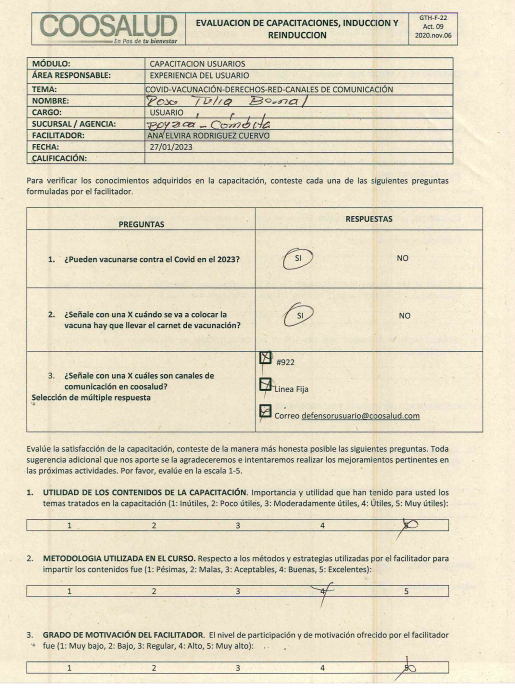 COOSALUD
En Pos de tu bienestar
EVALUACION DE CAPACITACIONES, INDUCCION Y
REINDUCCION
GTH-F-22
Act. 09
2020.nov.06
MÓDULO: CAPACITACION USUARIOS
ÁREA RESPONSABLE: EXPERIENCIA DEL USUARIO
TEMA: COVID-VACUNACIÓN-DERECHOS-RED-CANALES DE COMUNICACIÓN
NOMBRE: Rosa Tulia
CARGO: USUARIO
SUCURSAL / AGENCIA: Boyaca - Combita
FACILITADOR: ANA ELVIRA RODRIGUEZ CUERVO
FECHA: 27/01/2023
CALIFICACIÓN:
Para verificar los conocimientos adquiridos en la capacitación, conteste cada una de las siguientes preguntas
formuladas por el facilitador.
PREGUNTAS RESPUESTAS
1. ¿Pueden vacunarse contra el Covid en el 2023? SI NO
2. ¿Señale con una X cuándo se va a colocar la
vacuna hay que llevar el carnet de vacunación? SI NO
3. ¿Señale con una X cuáles son canales de
comunicación en coosalud?
Selección de múltiple respuesta
#922
Linea Fija
Correo defensorusuario@coosalud.com
Evalúe la satisfacción de la capacitación, conteste de la manera más honesta posible las siguientes preguntas. Toda
sugerencia adicional que nos aporte se la agradeceremos e intentaremos realizar los mejoramientos pertinentes en
las próximas actividades. Por favor, evalúe en la escala 1-5.
1. UTILIDAD DE LOS CONTENIDOS DE LA CAPACITACIÓN. Importancia y utilidad que han tenido para usted los
temas tratados en la capacitación (1: Inútiles, 2: Poco útiles, 3: Moderadamente útiles, 4: Útiles, 5: Muy útiles):
1 2 3 4 5
2. METODOLOGIA UTILIZADA EN EL CURSO. Respecto a los métodos y estrategias utilizadas por el facilitador para
impartir los contenidos fue (1: Pésimas, 2: Malas, 3: Aceptables, 4: Buenas, 5: Excelentes):
1 2 3 4 5
3. GRADO DE MOTIVACIÓN DEL FACILITADOR. El nivel de participación y de motivación ofrecido por el facilitador
fue (1: Muy bajo, 2: Bajo, 3: Regular, 4: Alto, 5: Muy alto):
1 2 3 4 5